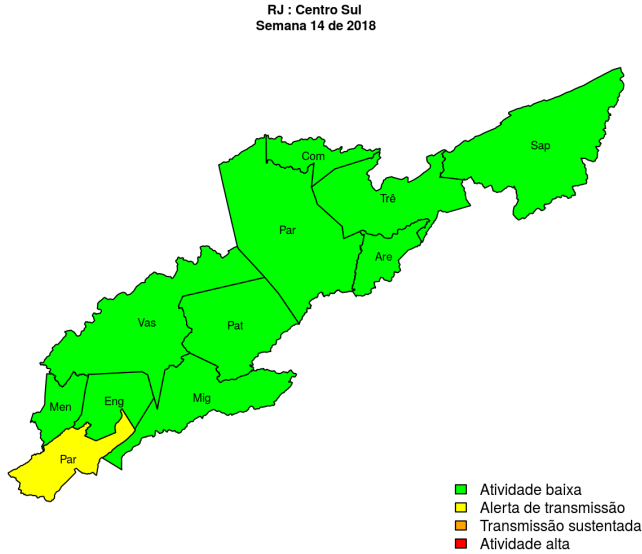 RJ : Centro Sul
Semana 14 de 2018
Sap
Com
Trê
Par
Are
Vas
Pat
Mig
Eng
Men
Par
Atividade baixa
Alerta de transmissão
Transmissão sustentada
Atividade alta